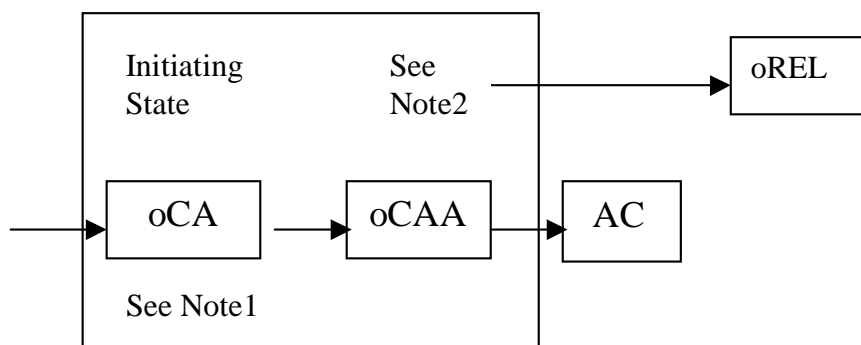 Initiating
State
See
Note2
oREL
oCA
oCAA
AC
See Note1